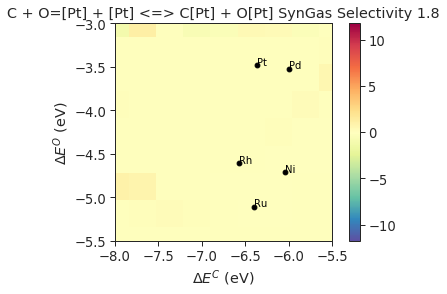 C + O=[Pt] + [Pt] <=> C[Pt] + O[Pt] SynGas Selectivity 1.8
−3.0
−3.5
−4.0
−4.5
−5.0
−5.5
ΔE^O (eV)
Pt
Pd
Rh
Ni
Ru
−8.0 −7.5 −7.0 −6.5 −6.0 −5.5
ΔE^C (eV)
10
5
0
−5
−10